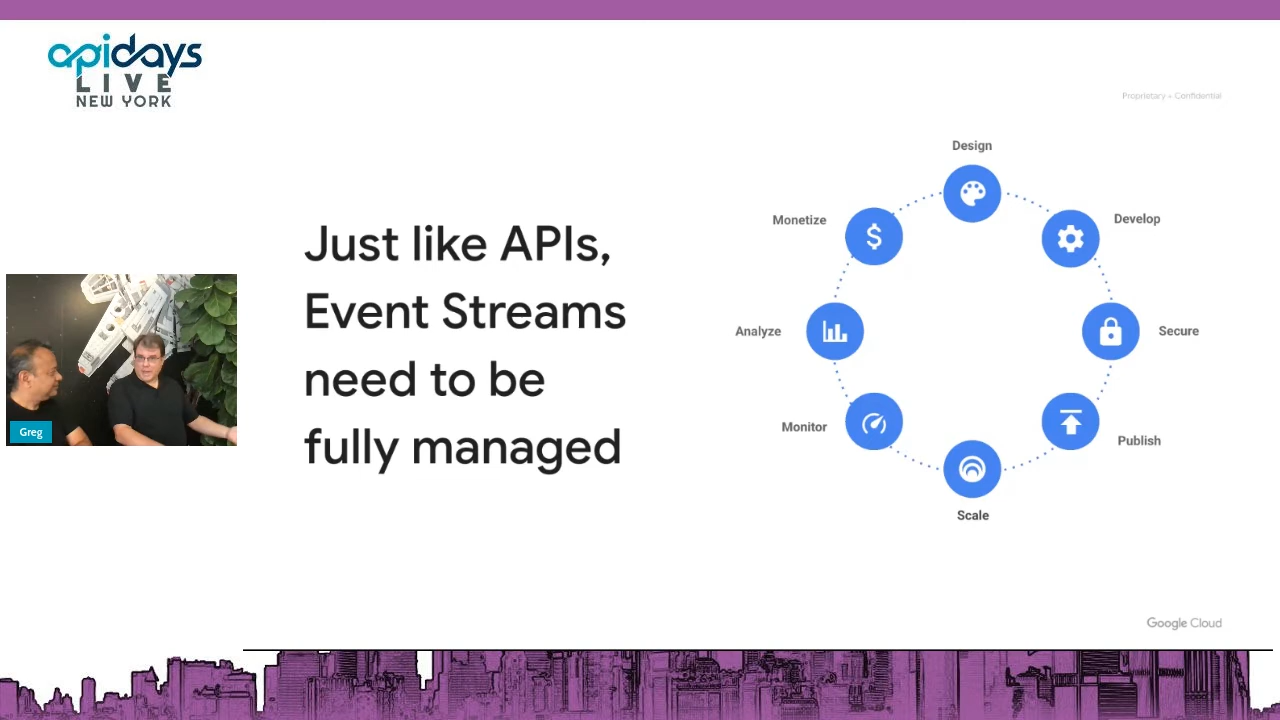 apidays
LIVE
NEW YORK
Proprietary + Confidential
Just like APIs,
Event Streams
need to be
fully managed
Design
Develop
Secure
Publish
Scale
Monitor
Analyze
Monetize
$
Greg
Google Cloud